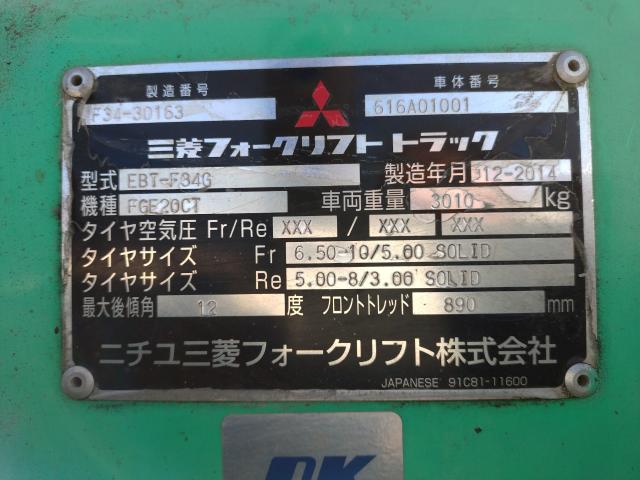 製造番号 車体番号
F34-30163 616A01001
三菱フォークリフト トラック
型式 EBT-F34G 製造年月 12-2014
機種 FGE20CT 車両重量 3010 kg
タイヤ空気圧 Fr/Re XXX / XXX XXX
タイヤサイズ Fr 6.50-10/5.00 SOLID
タイヤサイズ Re 5.00-8/3.00 SOLID
最大後傾角 12 度 フロントトレッド 890 mm
ニチユ三菱フォークリフト株式会社
JAPANESE 91C81-11600